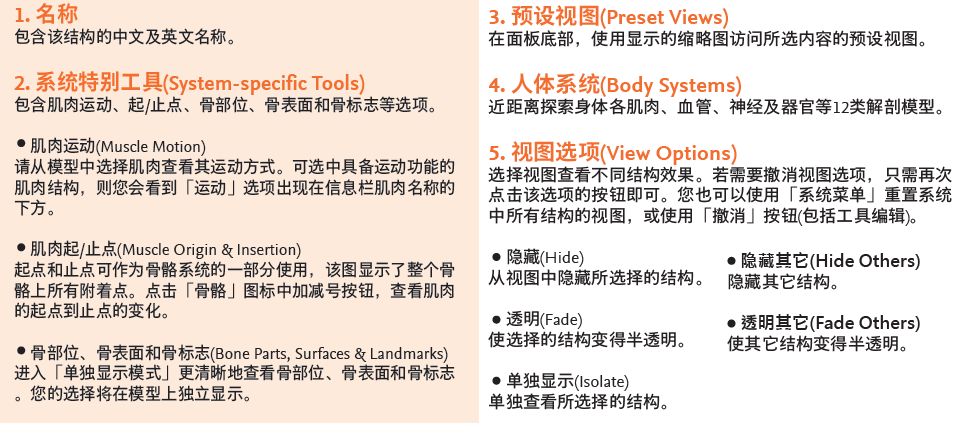 1. 名称
包含该结构的中文及英文名称。
2. 系统特别工具(System-specific Tools)
包含肌肉运动、起/止点、骨部位、骨表面和骨标志等选项。
● 肌肉运动(Muscle Motion)
请从模型中选择肌肉查看其运动方式。可选中具备运动功能的
肌肉结构，则您会看到「运动」选项出现在信息栏肌肉名称的
下方。
● 肌肉起/止点(Muscle Origin & Insertion)
起点和止点可作为骨骼系统的一部分使用，该图显示了整个骨
骼上所有附着点。点击「骨骼」图标中加减号按钮，查看肌肉
的起点到止点的变化。
● 骨部位、骨表面和骨标志(Bone Parts, Surfaces & Landmarks)
进入「单独显示模式」更清晰地查看骨部位、骨表面和骨标志
。您的选择将在模型上独立显示。
3. 预设视图(Preset Views)
在面板底部，使用显示的缩略图访问所选内容的预设视图。
4. 人体系统(Body Systems)
近距离探索身体各肌肉、血管、神经及器官等12类解剖模型。
5. 视图选项(View Options)
选择视图查看不同结构效果。若需要撤消视图选项，只需再次
点击该选项的按钮即可。您也可以使用「系统菜单」重置系统
中所有结构的视图，或使用「撤消」按钮(包括工具编辑)。
● 隐藏(Hide)
从视图中隐藏所选择的结构。
● 隐藏其它(Hide Others)
隐藏其它结构。
● 透明(Fade)
使选择的结构变得半透明。
● 透明其它(Fade Others)
使其它结构变得半透明。
● 单独显示(Isolate)
单独查看所选择的结构。